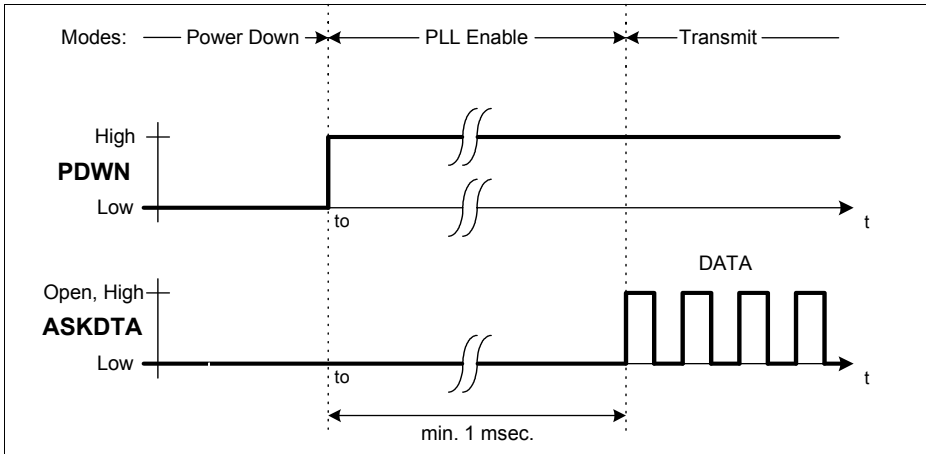 Modes: Power Down PLL Enable Transmit
High
PDWN
Low
to
t
DATA
Open, High
ASKDTA
Low
to
t
min. 1 msec.